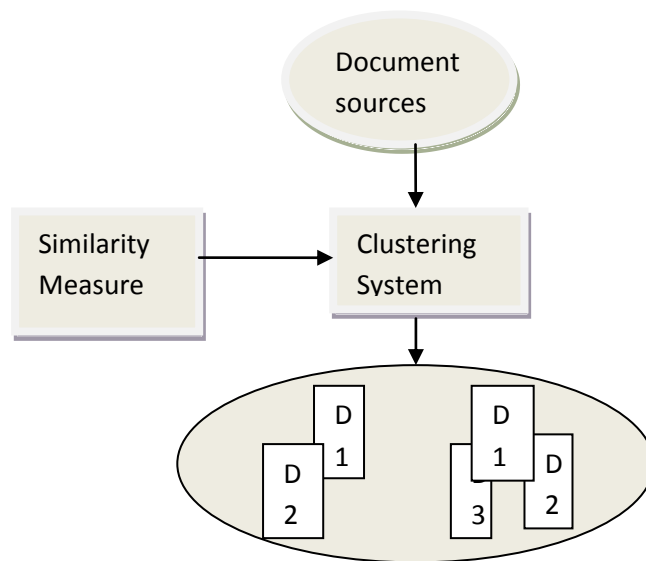 Document
sources
Similarity
Measure
Clustering
System
D
1
D
2
D
1
3
D
2